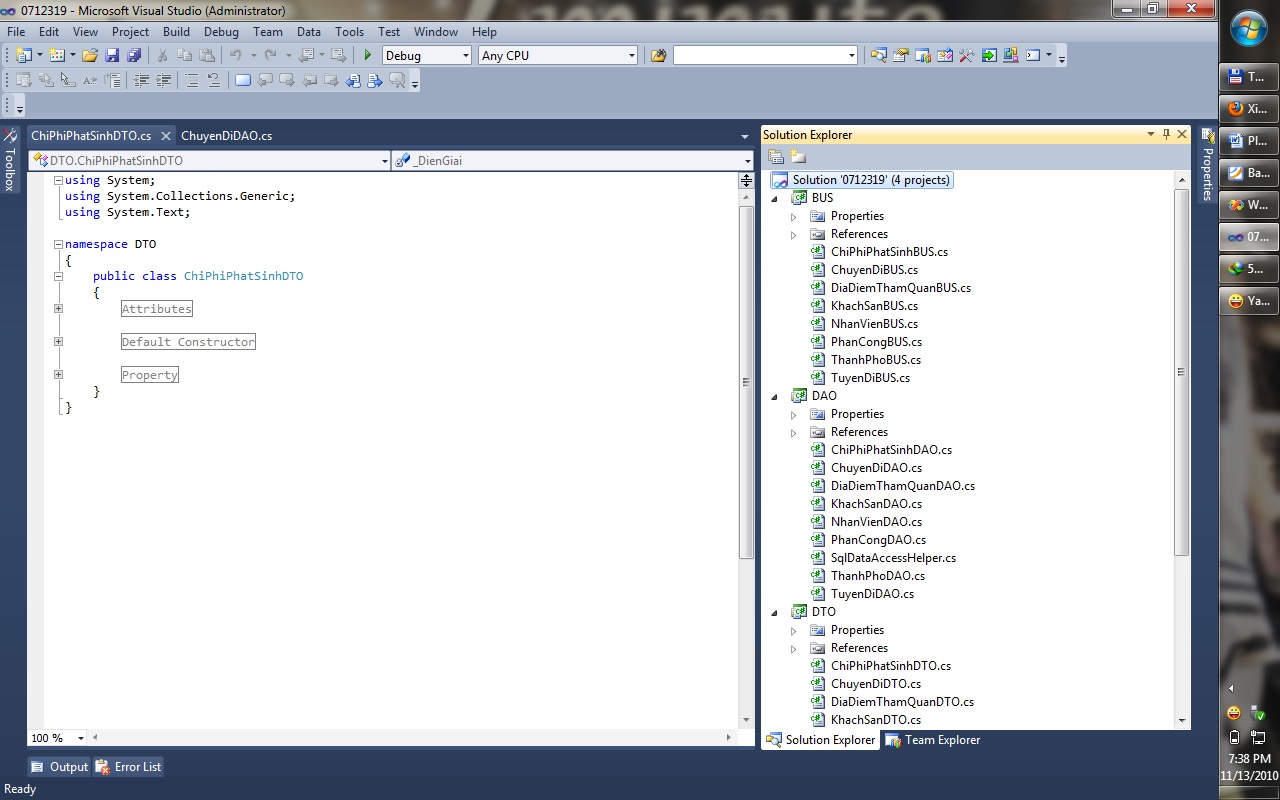 0712319 - Microsoft Visual Studio (Administrator)
File Edit View Project Build Debug Team Data Tools Test Window Help
Debug Any CPU
ChiPhiPhatSinhDTO.cs ChuyenDiDAO.cs
DTO.ChiPhiPhatSinhDTO _DienGiai
Toolbox
using System;
using System.Collections.Generic;
using System.Text;
namespace DTO
{
public class ChiPhiPhatSinhDTO
{
Attributes
Default Constructor
Property
}
}
100 %
Output Error List
Ready
Solution Explorer
Solution '0712319' (4 projects)
BUS
Properties
References
ChiPhiPhatSinhBUS.cs
ChuyenDiBUS.cs
DiaDiemThamQuanBUS.cs
KhachSanBUS.cs
NhanVienBUS.cs
PhanCongBUS.cs
ThanhPhoBUS.cs
TuyenDiBUS.cs
DAO
Properties
References
ChiPhiPhatSinhDAO.cs
ChuyenDiDAO.cs
DiaDiemThamQuanDAO.cs
KhachSanDAO.cs
NhanVienDAO.cs
PhanCongDAO.cs
SqlDataAccessHelper.cs
ThanhPhoDAO.cs
TuyenDiDAO.cs
DTO
Properties
References
ChiPhiPhatSinhDTO.cs
ChuyenDiDTO.cs
DiaDiemThamQuanDTO.cs
KhachSanDTO.cs
Solution Explorer Team Explorer
Properties
T...
Xi...
Pl...
Ba...
W...
07...
5...
Ya...
7:38 PM
11/13/2010